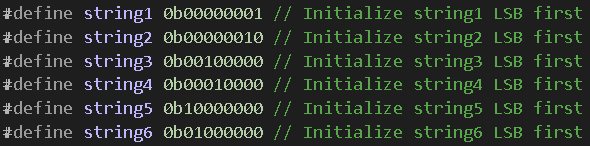 #define string1 0b00000001 // Initialize string1 LSB first
#define string2 0b00000010 // Initialize string2 LSB first
#define string3 0b00100000 // Initialize string3 LSB first
#define string4 0b00010000 // Initialize string4 LSB first
#define string5 0b10000000 // Initialize string5 LSB first
#define string6 0b01000000 // Initialize string6 LSB first